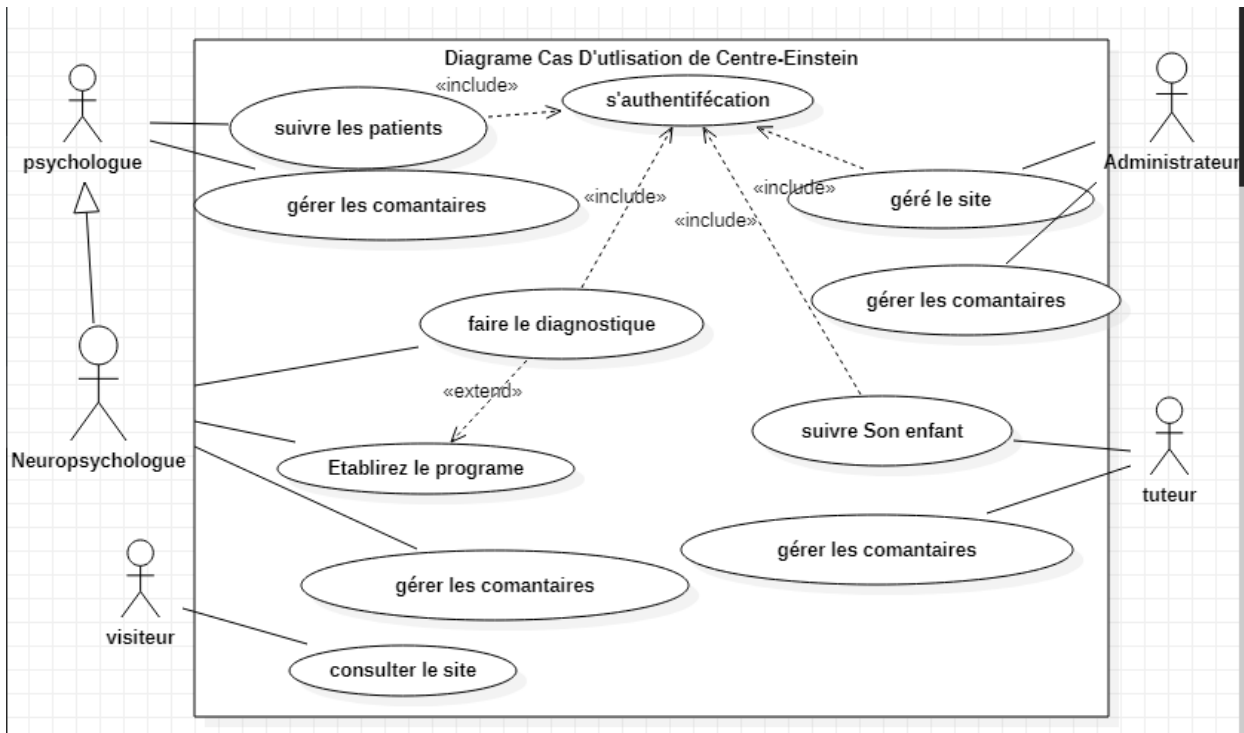 Diagrame Cas D'utlisation de Centre-Einstein
«include»
s'authentifécation
suivre les patients
psychologue
Administrateur
gérer les comantaires
«include»
«include»
«include»
géré le site
gérer les comantaires
faire le diagnostique
«extend»
suivre Son enfant
Neuropsychologue
Etablirez le programe
tuteur
gérer les comantaires
gérer les comantaires
visiteur
consulter le site